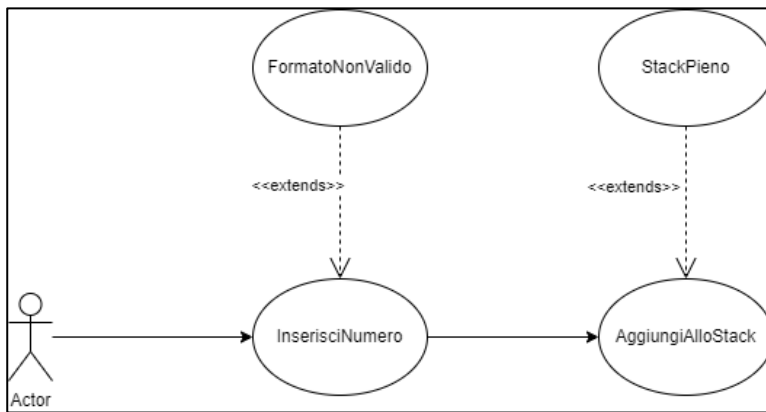 FormatoNonValido
StackPieno
<<extends>>
<<extends>>
InserisciNumero
AggiungiAlloStack
Actor